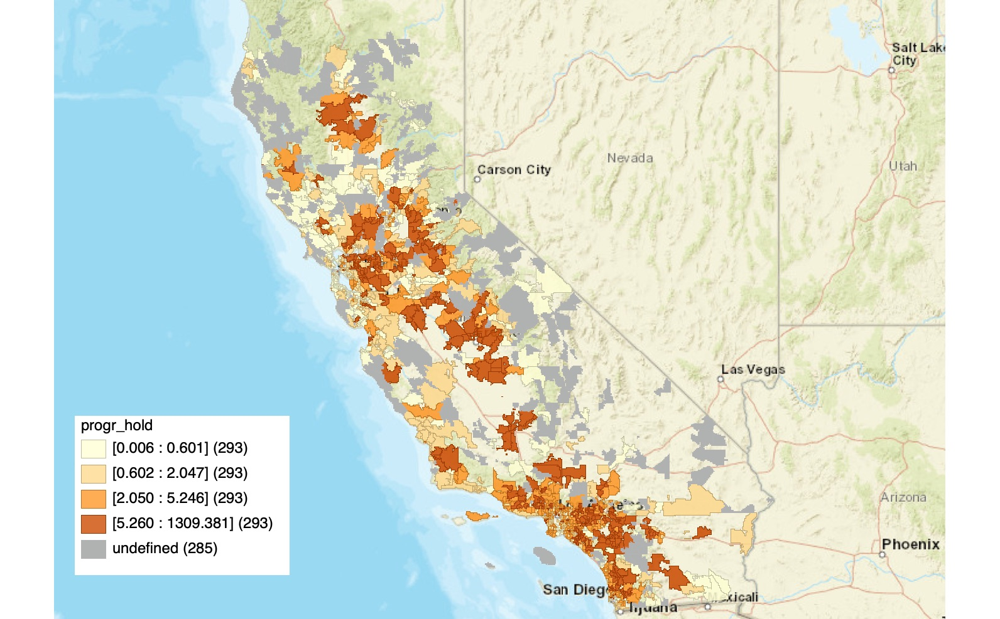 Salt Lake
City
Nevada
Carson City
Utah
Las Vegas
progr_hold
[0.006 : 0.601] (293)
[0.602 : 2.047] (293)
[2.050 : 5.246] (293)
[5.260 : 1309.381] (293)
undefined (285)
Arizona
Phoenix
San Dieg
Tijuana
xicali